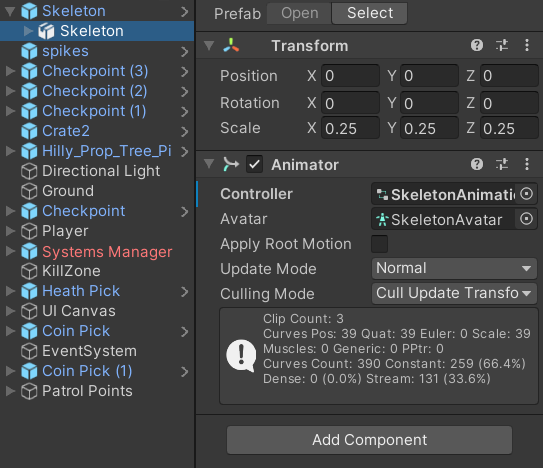 Skeleton
Skeleton
spikes
Checkpoint (3)
Checkpoint (2)
Checkpoint (1)
Crate2
Hilly_Prop_Tree_Pi
Directional Light
Ground
Checkpoint
Player
Systems Manager
KillZone
Heath Pick
UI Canvas
Coin Pick
EventSystem
Coin Pick (1)
Patrol Points
Prefab Open Select
Transform
Position X 0 Y 0 Z 0
Rotation X 0 Y 0 Z 0
Scale X 0.25 Y 0.25 Z 0.25
Animator
Controller SkeletonAnimati
Avatar SkeletonAvatar
Apply Root Motion
Update Mode Normal
Culling Mode Cull Update Transfo
Clip Count: 3
Curves Pos: 39 Quat: 39 Euler: 0 Scale: 39
Muscles: 0 Generic: 0 PPtr: 0
Curves Count: 390 Constant: 259 (66.4%)
Dense: 0 (0.0%) Stream: 131 (33.6%)
Add Component